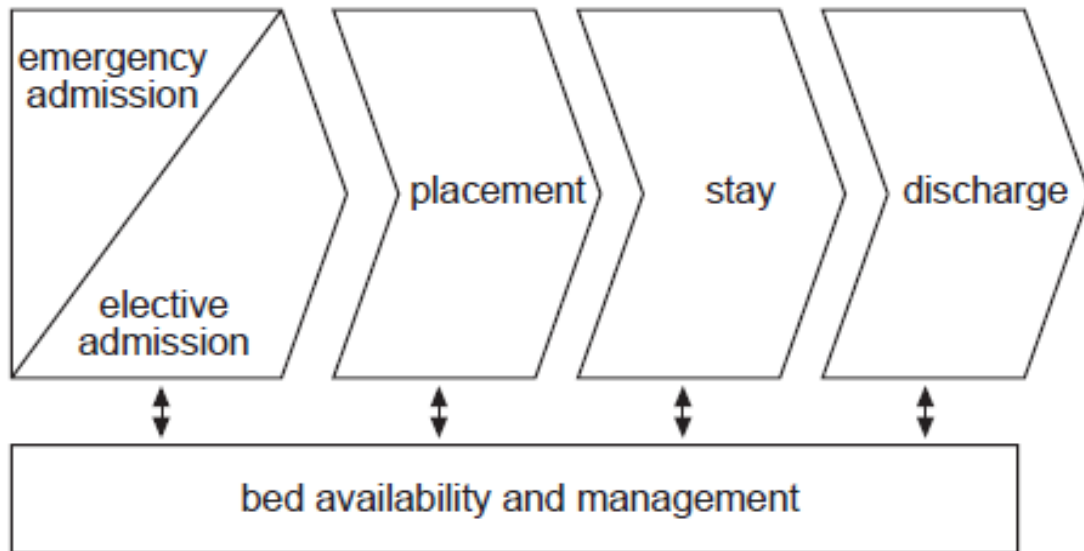 emergency
admission
elective
admission
placement
stay
discharge
bed availability and management